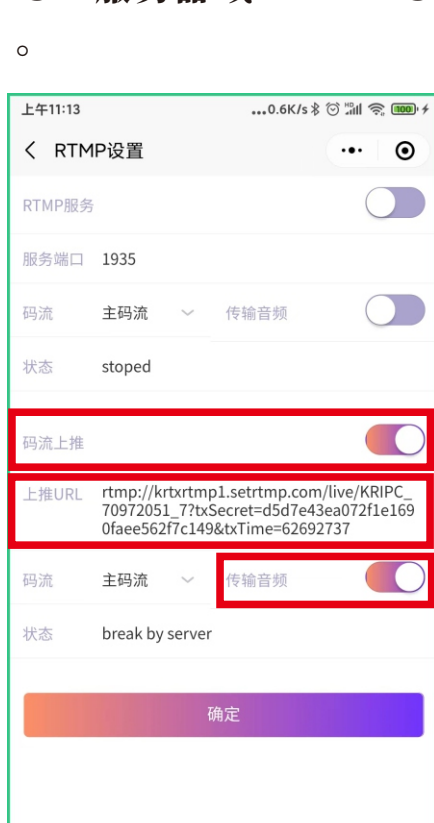 。
上午11:13 ...0.6K/s 100
RTMP设置
RTMP服务
服务端口 1935
码流 主码流 传输音频
状态 stoped
码流上推
上推URL rtmp://krtxrtmp1.setrtmp.com/live/KRIPC_
70972051_7?txSecret=d5d7e43ea072f1e169
0faee562f7c149&txTime=62692737
码流 主码流 传输音频
状态 break by server
确定